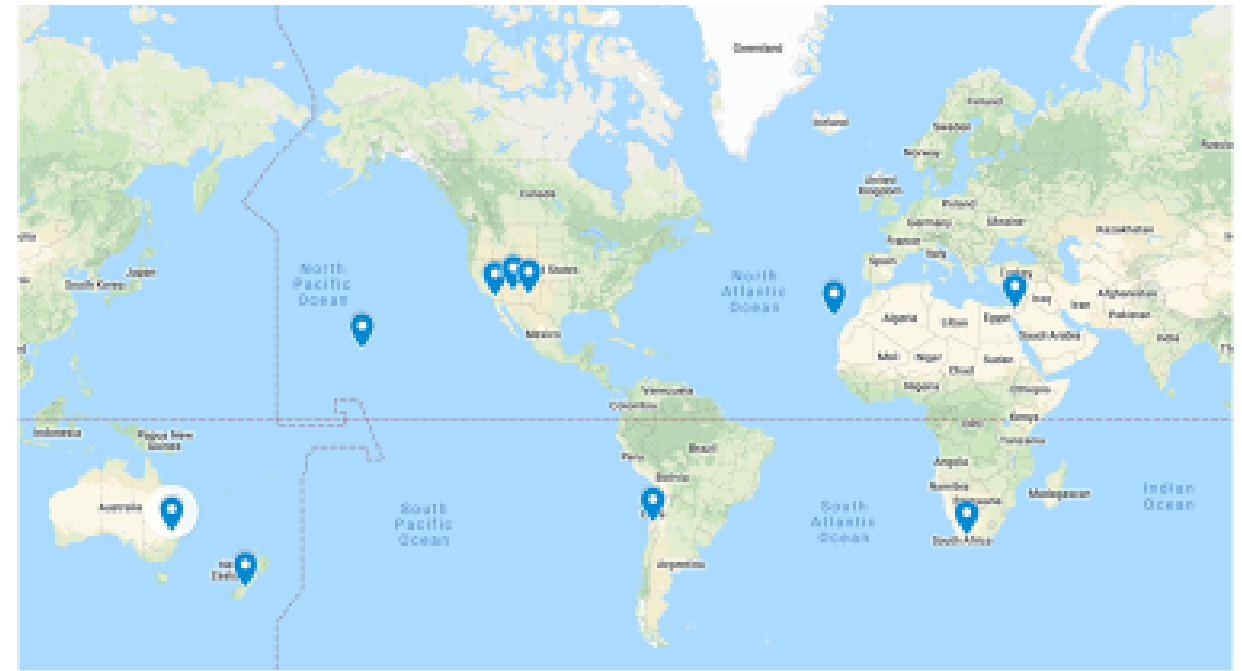 Greenland
Iceland
Finland
Sweden
Norway
Russia
United
Kingdom
Canada
Poland
Germany
Ukraine
France
Kazakhstan
Italy
Spain
Turkey
Japan
South Korea
North
Pacific
Ocean
d States
North
Atlantic
Ocean
Afghanistan
Iraq
Iran
Pakistan
Algeria
Libya
Egypt
Saudi Arabia
India
Mexico
Mali
Niger
Sudan
Chad
Nigeria
Ethiopia
Venezuela
Colombia
Kenya
Indonesia
Papua New
Guinea
Tanzania
Brazil
Peru
Angola
Bolivia
Namibia
Botswana
Madagascar
Indian
Ocean
Australia
South
Pacific
Ocean
South
Atlantic
Ocean
South Africa
Argentina